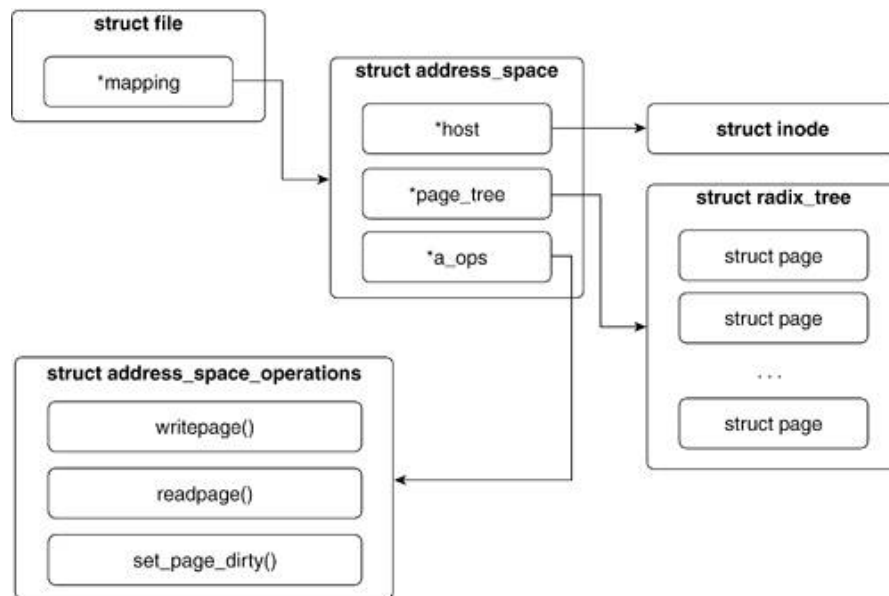 struct file
*mapping
struct address_space
*host
*page_tree
*a_ops
struct inode
struct radix_tree
struct page
struct page
. . .
struct page
struct address_space_operations
writepage()
readpage()
set_page_dirty()